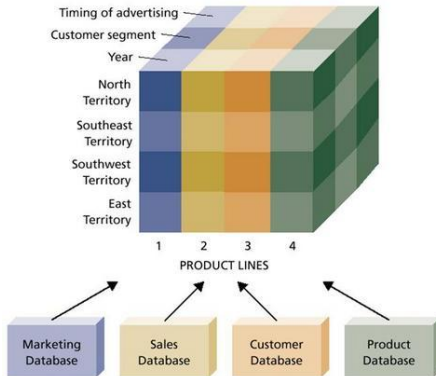 Timing of advertising
Customer segment
Year
North
Territory
Southeast
Territory
Southwest
Territory
East
Territory
1 2 3 4
PRODUCT LINES
Marketing
Database
Sales
Database
Customer
Database
Product
Database